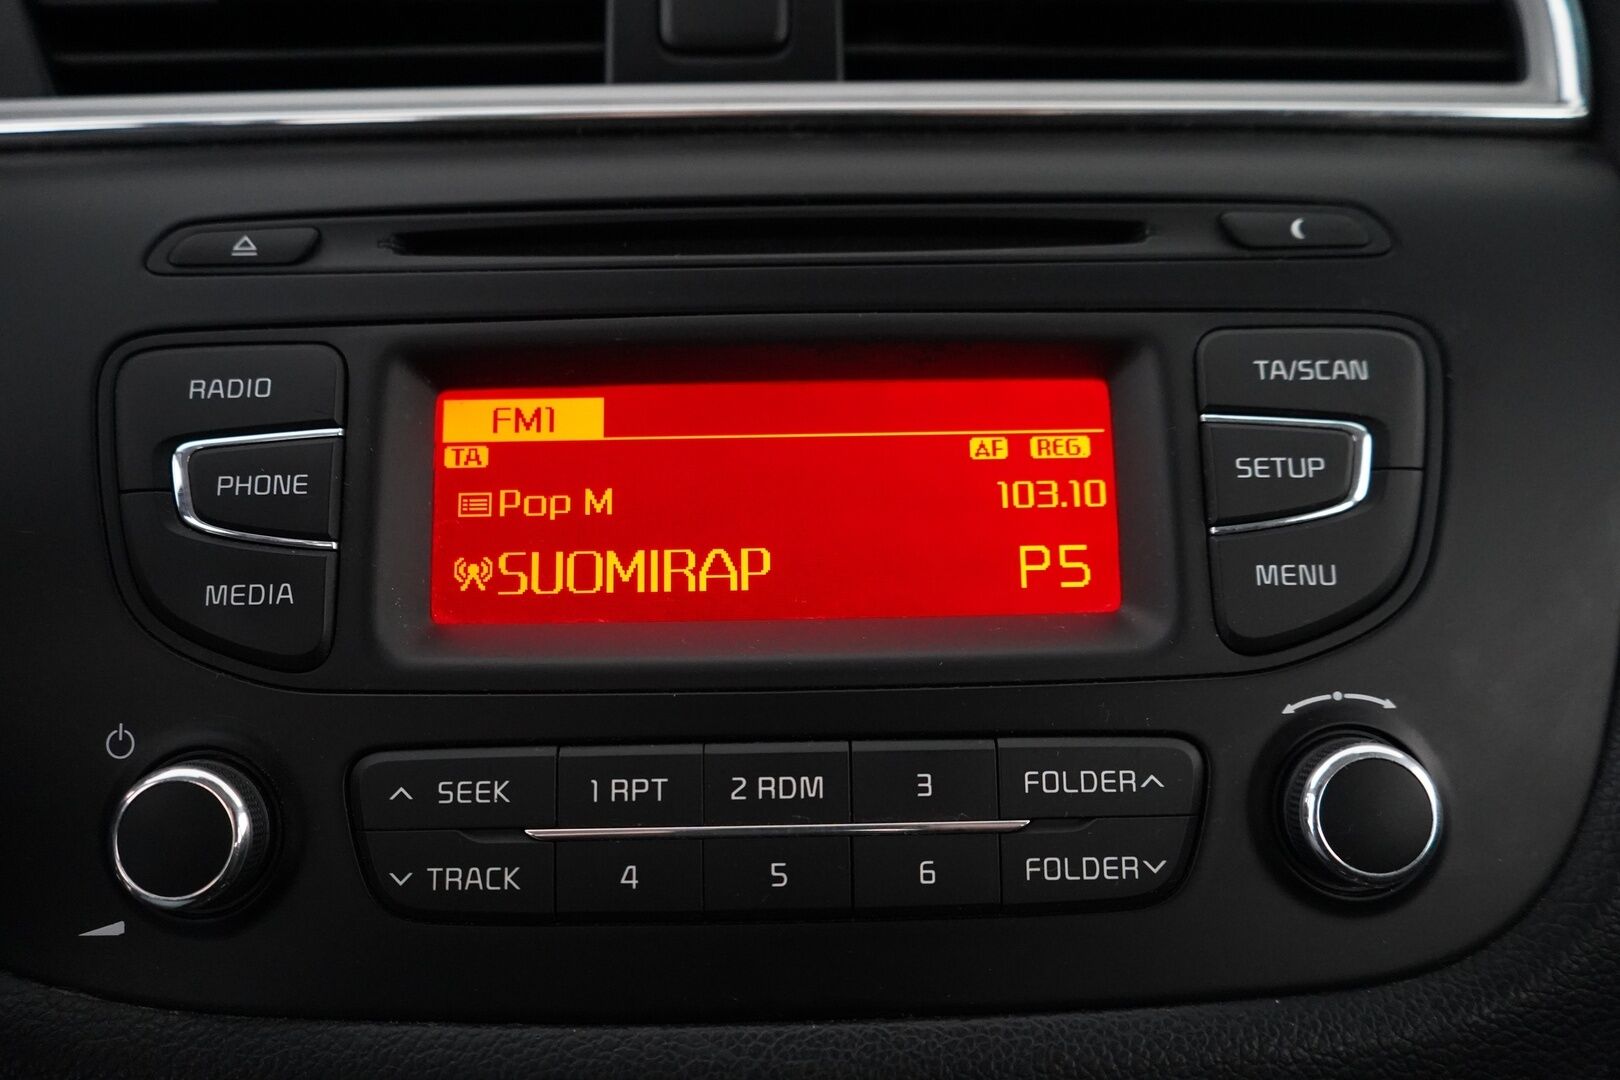 RADIO
PHONE
MEDIA
FM1
TA
AF REG
Pop M 103.10
SUOMIRAP P5
TA/SCAN
SETUP
MENU
SEEK 1 RPT 2 RDM 3 FOLDER
TRACK 4 5 6 FOLDER